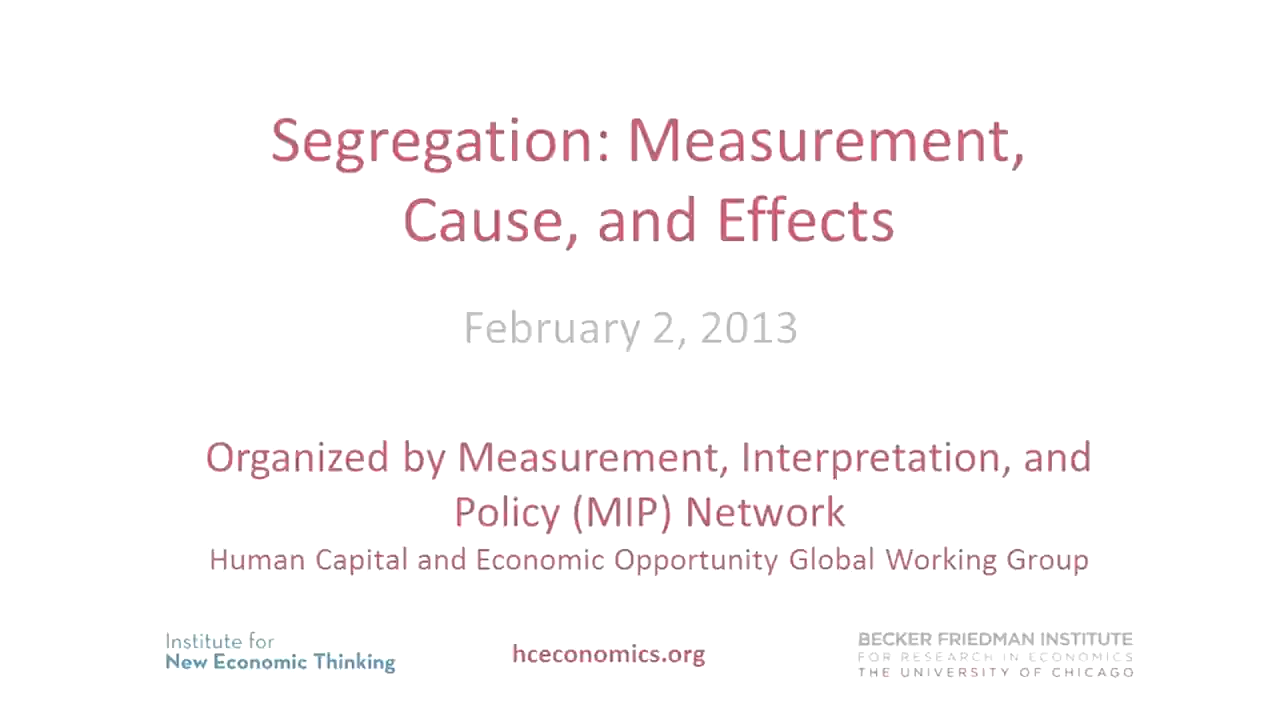 Segregation: Measurement,
Cause, and Effects
February 2, 2013
Organized by Measurement, Interpretation, and
Policy (MIP) Network
Human Capital and Economic Opportunity Global Working Group
Institute for
New Economic Thinking
hceconomics.org
BECKER FRIEDMAN INSTITUTE
FOR RESEARCH IN ECONOMICS
THE UNIVERSITY OF CHICAGO